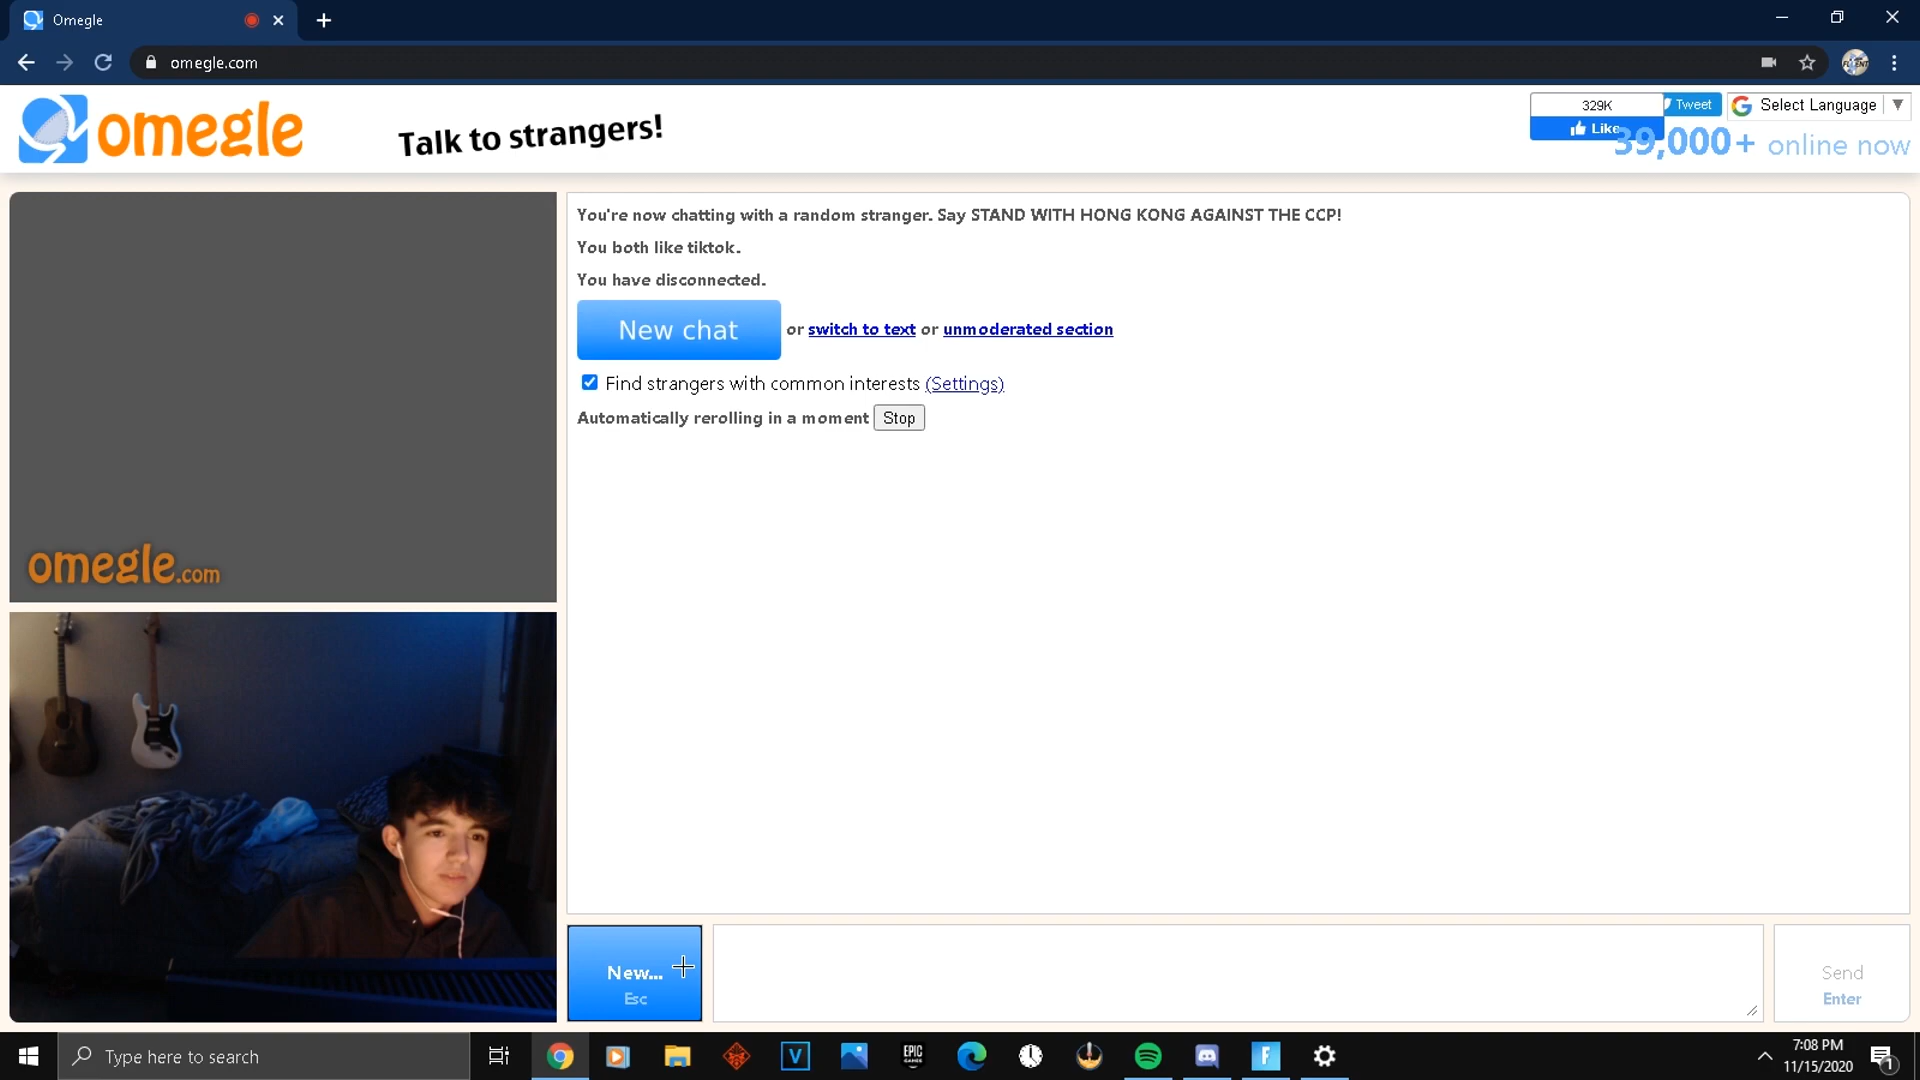 Omegle
omegle.com
omegle
Talk to strangers!
329K
Tweet
Select Language
Like
39,000+ online now
You're now chatting with a random stranger. Say STAND WITH HONG KONG AGAINST THE CCP!
You both like tiktok.
You have disconnected.
New chat or switch to text or unmoderated section
Find strangers with common interests (Settings)
Automatically rerolling in a moment Stop
omegle.com
New...
Esc
Send
Enter
Type here to search
V
EPIC
GAMES
F
7:08 PM
11/15/2020
1